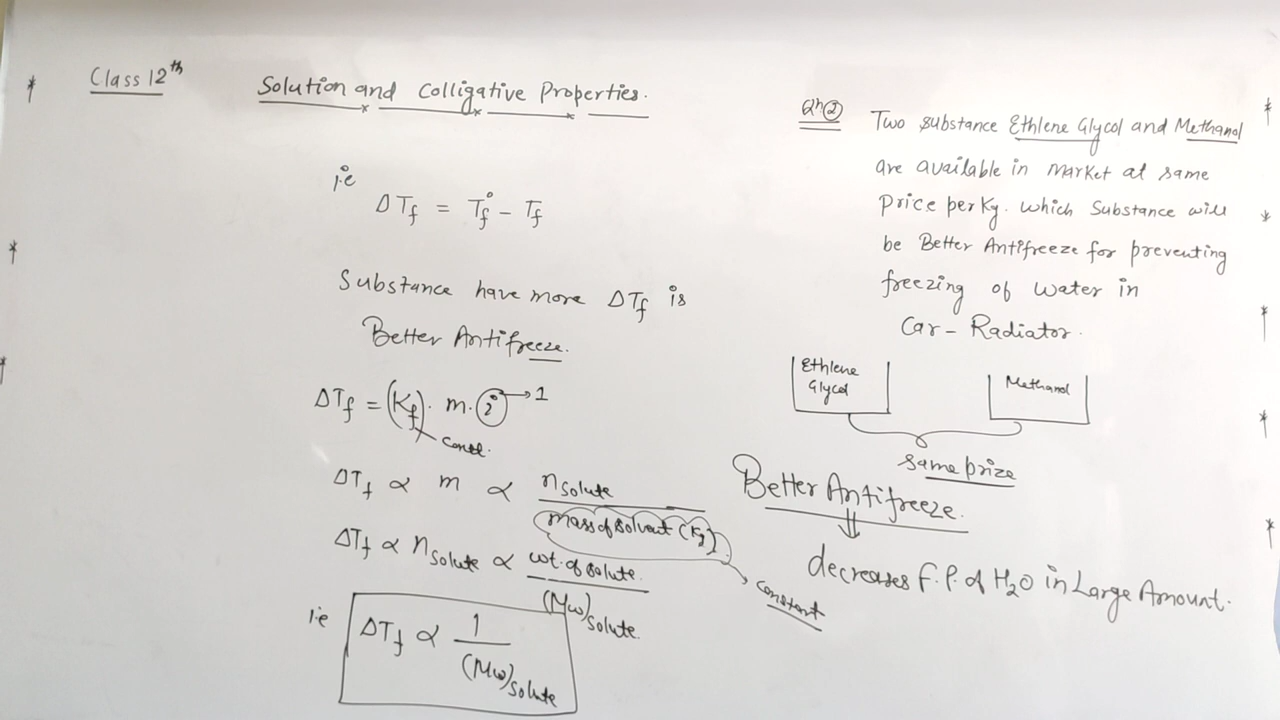 Class 12th
Solution and Colligative Properties.
i.e
ΔTf = T°f - Tf
Substance have more ΔTf is
Better Antifreeze.
ΔTf = (Kf). m. i → 1
Const.
ΔTf ∝ m ∝ nsolute
mass of solvent (Kg)
ΔTf ∝ nsolute ∝ wt. of solute.
(Mw)solute.
constant
i.e ΔTf ∝ 1
(Mw)solute
Qn(2) Two substance Ethlene Glycol and Methanol
are available in market at same
Price per Kg. which Substance will
be Better Antifreeze for preventing
freezing of water in
Car - Radiator.
Ethlene
Glycol
Methanol
same prize
Better Antifreeze.
⇓
decreases F.P. of H2O in Large Amount.